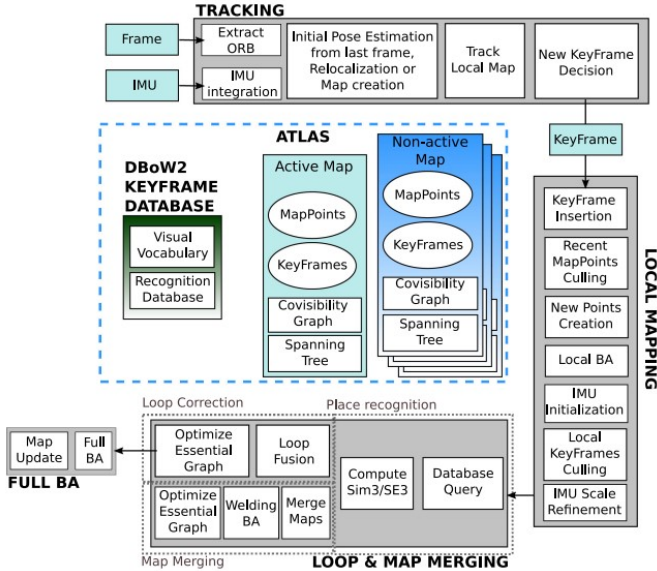 TRACKING
Frame
IMU
Extract
ORB
IMU
integration
Initial Pose Estimation
from last frame,
Relocalization or
Map creation
Track
Local Map
New KeyFrame
Decision
KeyFrame
ATLAS
DBoW2
KEYFRAME
DATABASE
Visual
Vocabulary
Recognition
Database
Active Map
MapPoints
KeyFrames
Covisibility
Graph
Spanning
Tree
Non-active
Map
MapPoints
KeyFrames
Covisibility
Graph
Spanning
Tree
LOCAL MAPPING
KeyFrame
Insertion
Recent
MapPoints
Culling
New Points
Creation
Local BA
IMU
Initialization
Local
KeyFrames
Culling
IMU Scale
Refinement
Loop Correction
Place recognition
Optimize
Essential
Graph
Loop
Fusion
Compute
Sim3/SE3
Database
Query
Optimize
Essential
Graph
Welding
BA
Merge
Maps
Map Merging
LOOP & MAP MERGING
Map
Update
Full
BA
FULL BA